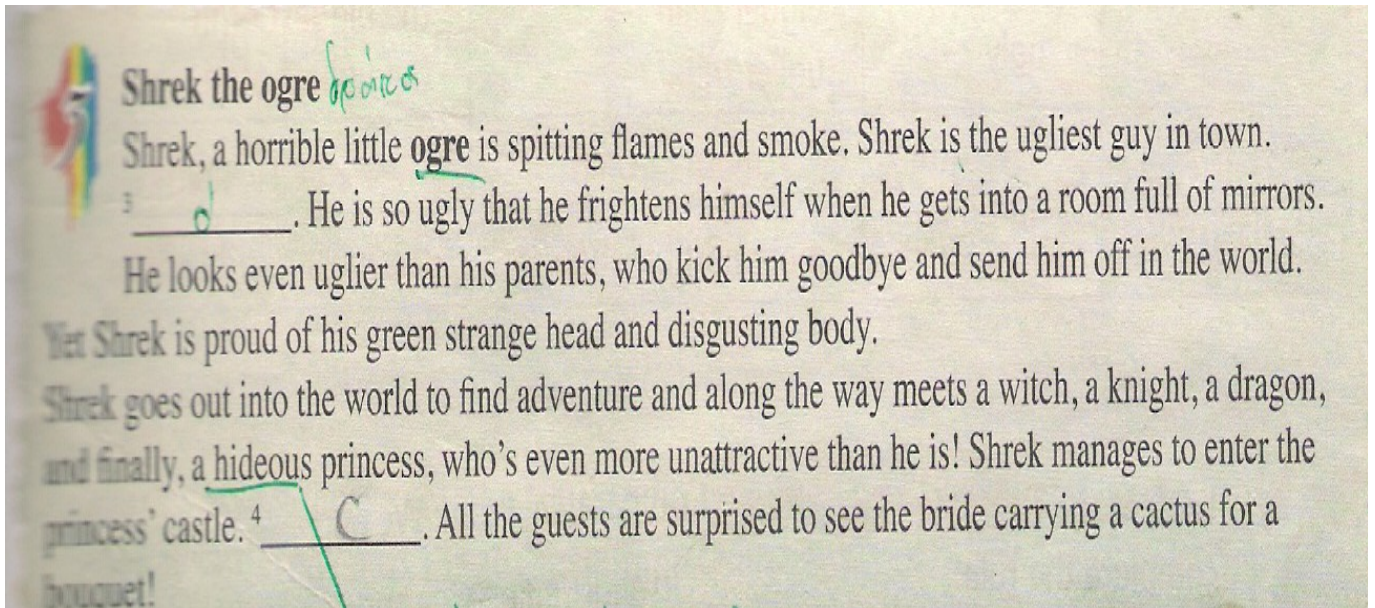 Shrek the ogre δράκος
Shrek, a horrible little ogre is spitting flames and smoke. Shrek is the ugliest guy in town.
3 d. He is so ugly that he frightens himself when he gets into a room full of mirrors.
He looks even uglier than his parents, who kick him goodbye and send him off in the world.
Yet Shrek is proud of his green strange head and disgusting body.
Shrek goes out into the world to find adventure and along the way meets a witch, a knight, a dragon,
and finally, a hideous princess, who's even more unattractive than he is! Shrek manages to enter the
princess' castle. 4 C. All the guests are surprised to see the bride carrying a cactus for a
bouquet!